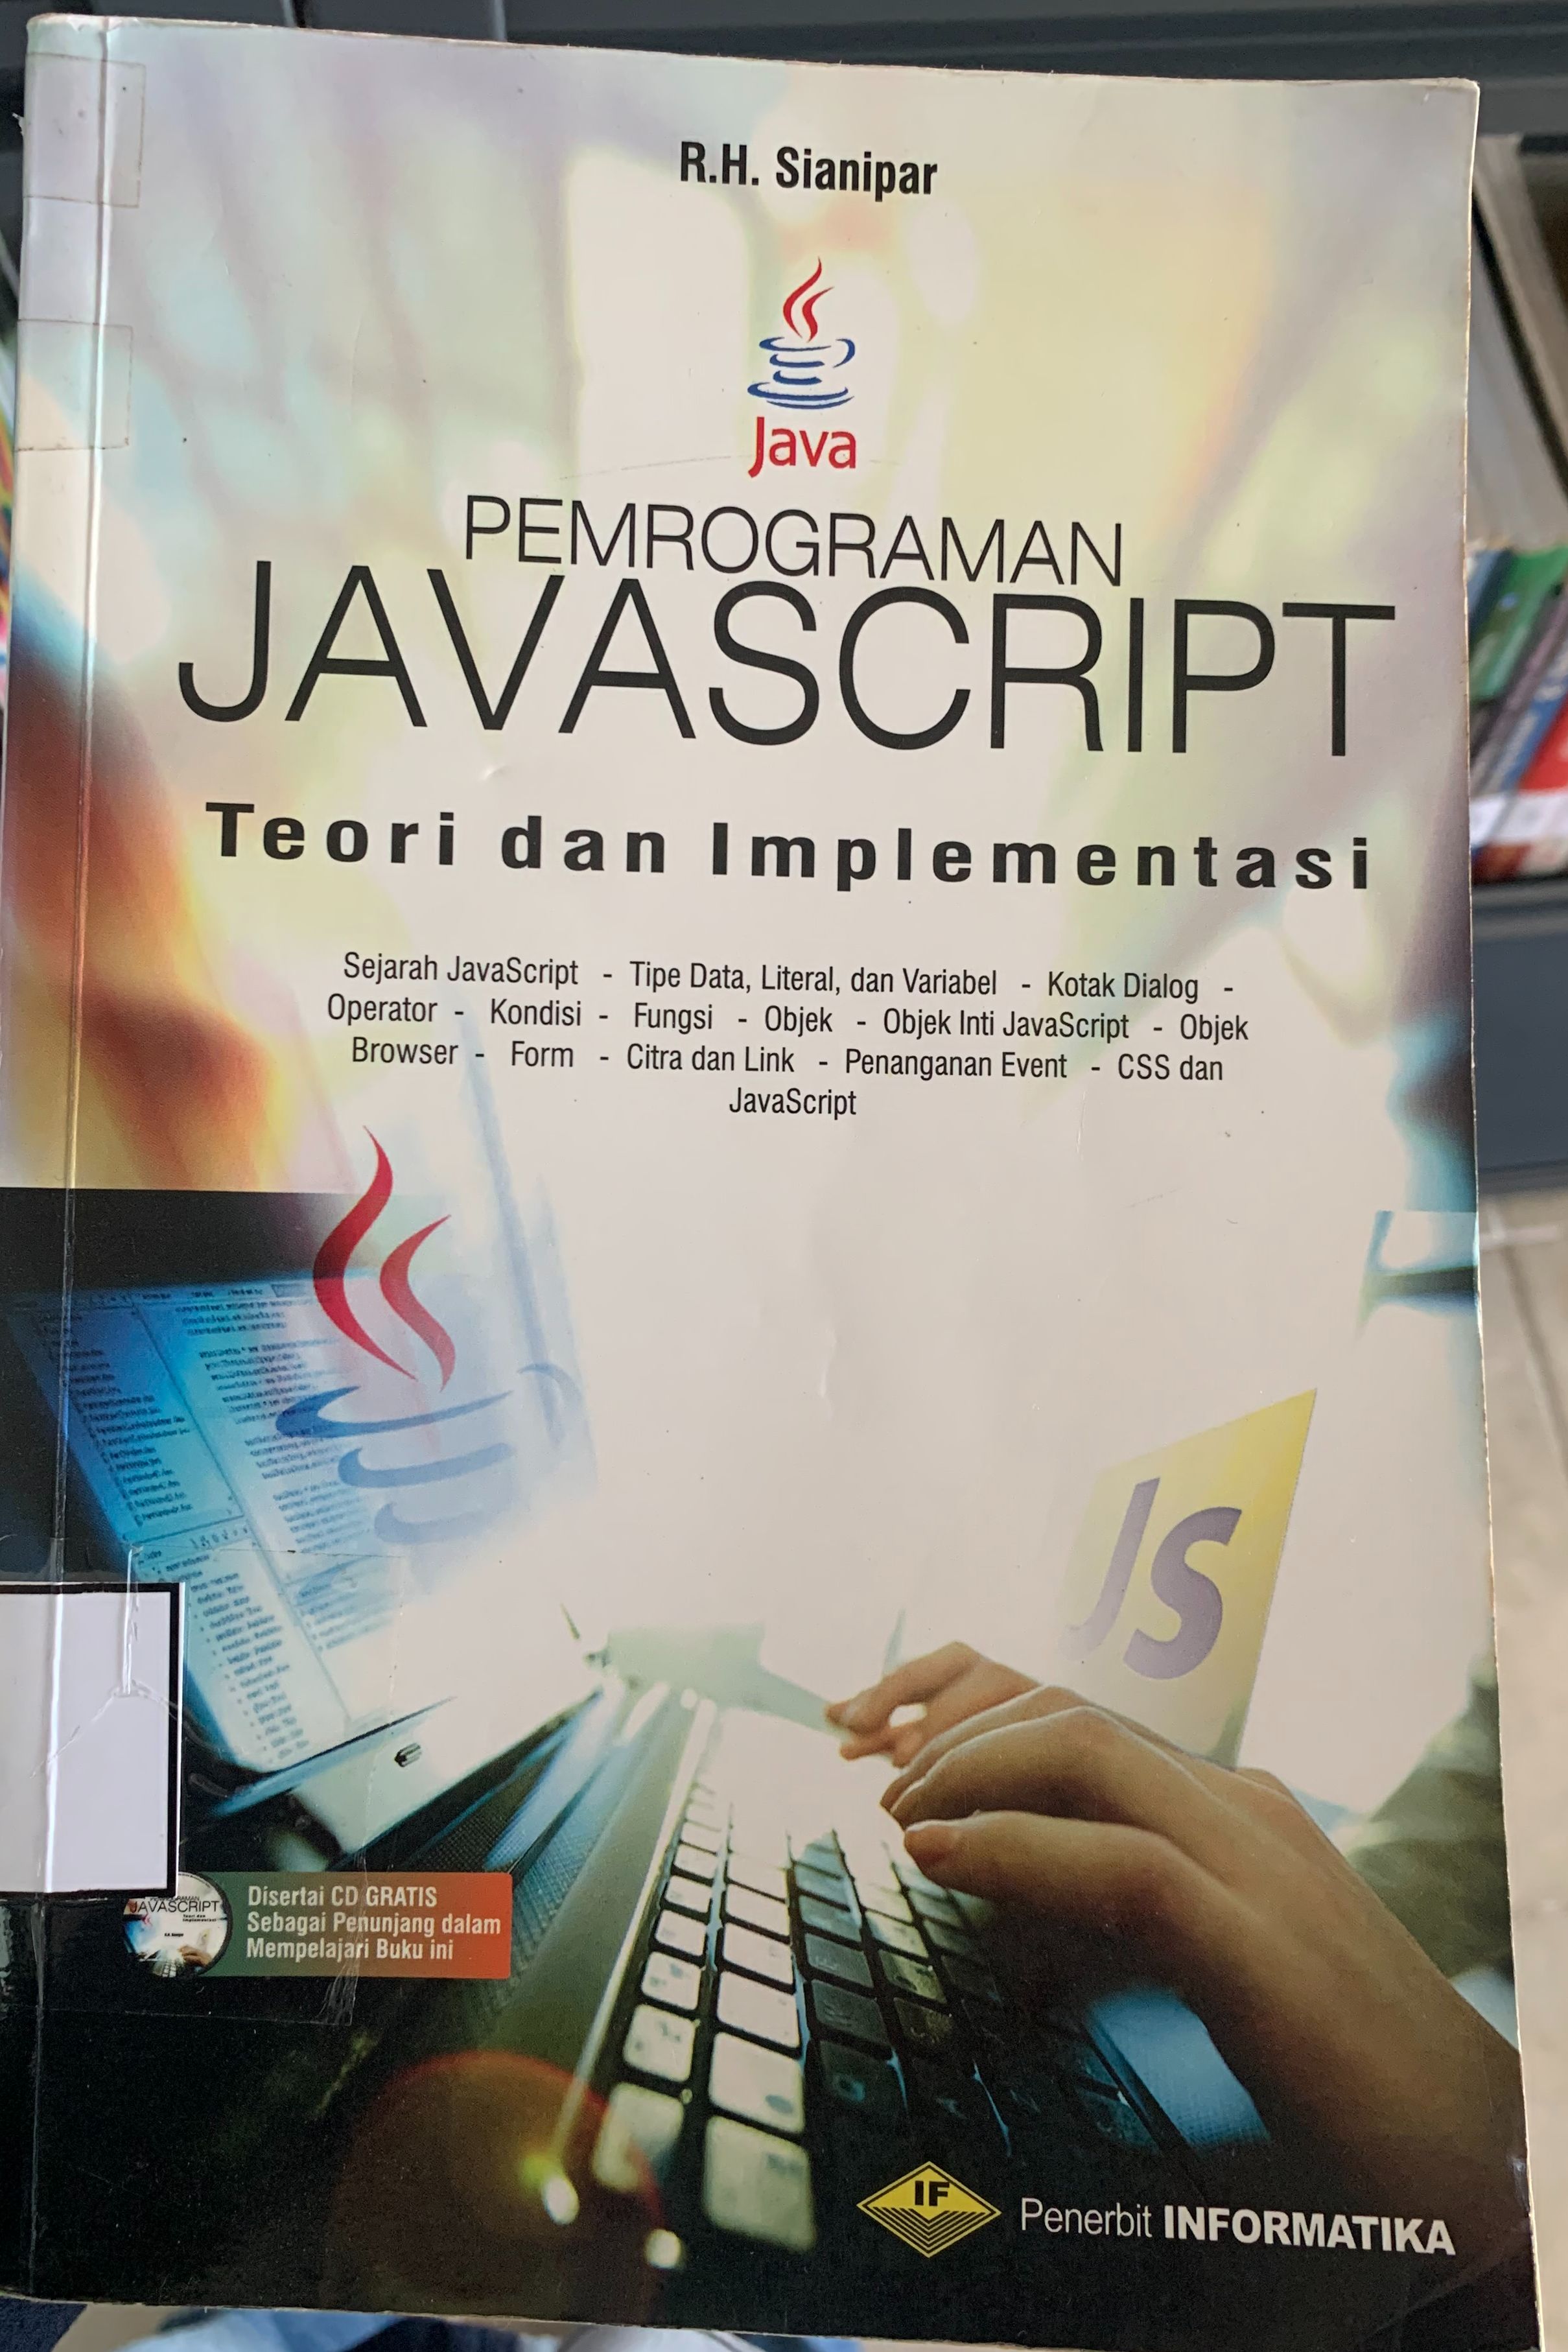 R.H. Sianipar
Java
PEMROGRAMAN
JAVASCRIPT
Teori dan Implementasi
Sejarah JavaScript - Tipe Data, Literal, dan Variabel - Kotak Dialog -
Operator - Kondisi - Fungsi - Objek - Objek Inti JavaScript - Objek
Browser - Form - Citra dan Link - Penanganan Event - CSS dan
JavaScript
JS
JAVASCRIPT
Disertai CD GRATIS
Sebagai Penunjang dalam
Mempelajari Buku ini
IF
Penerbit INFORMATIKA